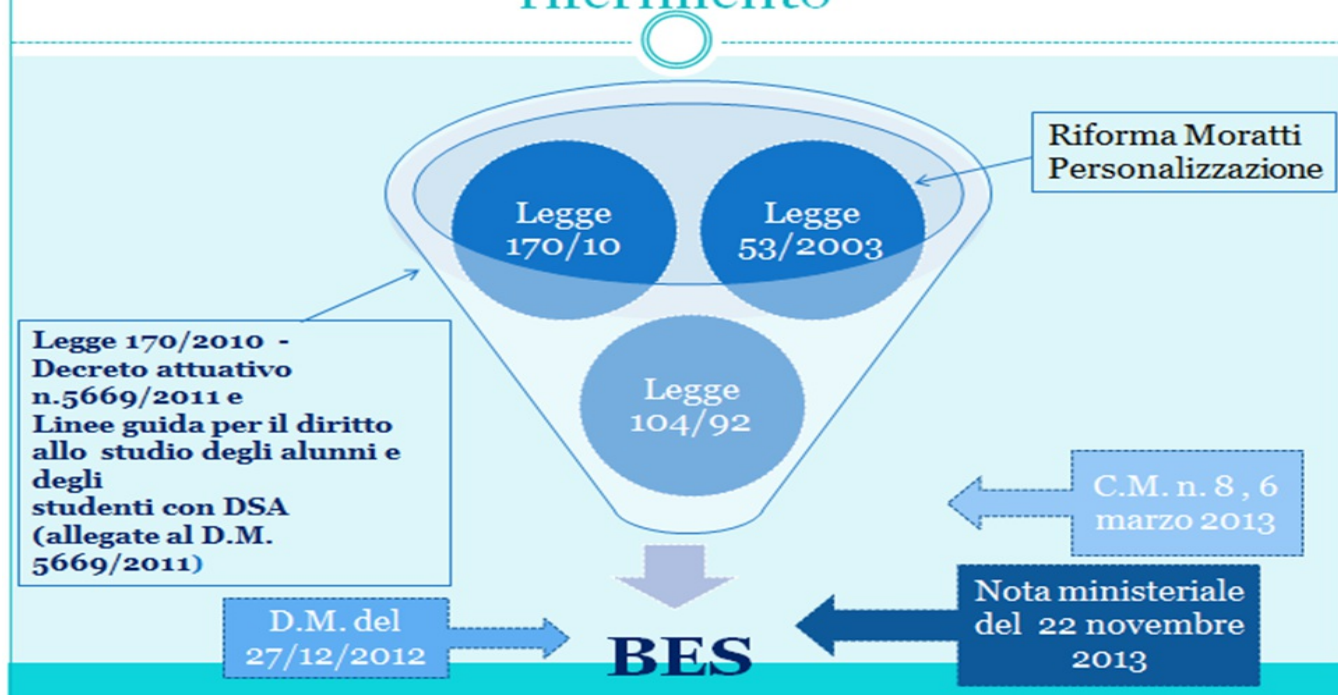 riferimento
Riforma Moratti
Personalizzazione
Legge
170/10
Legge
53/2003
Legge 170/2010 -
Decreto attuativo
n.5669/2011 e
Linee guida per il diritto
allo studio degli alunni e
degli
studenti con DSA
(allegate al D.M.
5669/2011)
Legge
104/92
C.M. n. 8 , 6
marzo 2013
Nota ministeriale
del 22 novembre
2013
D.M. del
27/12/2012
BES